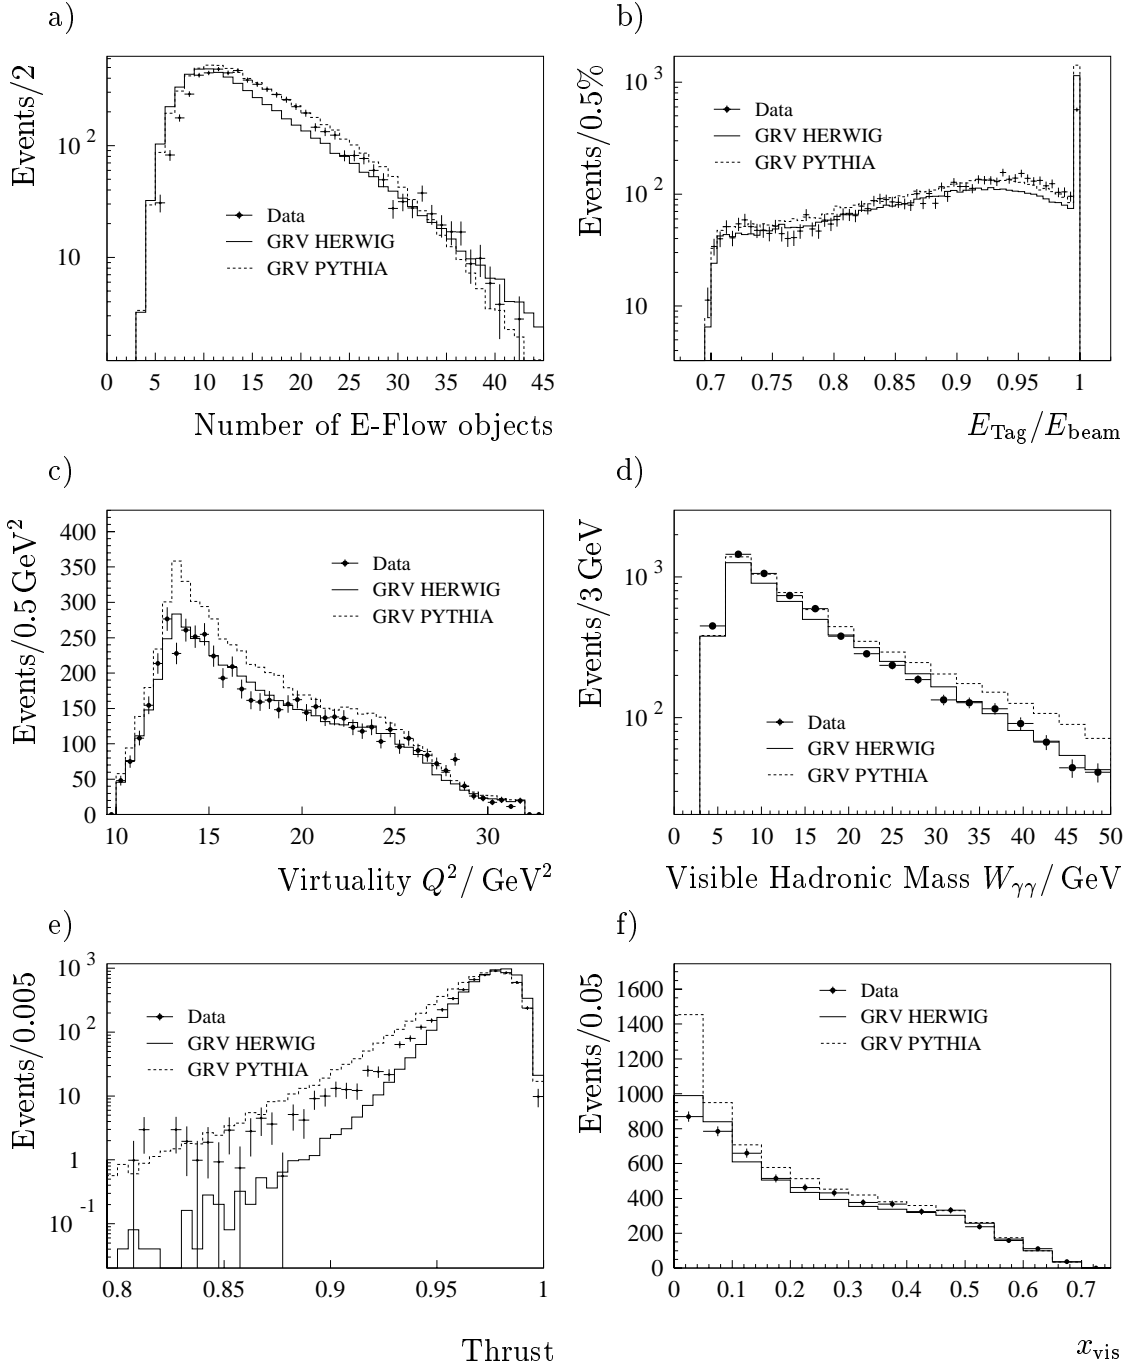 a)
Events/2
10 2
10
Data
GRV HERWIG
GRV PYTHIA
0 5 10 15 20 25 30 35 40 45
Number of E-Flow objects
b)
Events/0.5%
10 3
10 2
10
Data
GRV HERWIG
GRV PYTHIA
0.7 0.75 0.8 0.85 0.9 0.95 1
E_Tag/E_beam
c)
Events/0.5 GeV²
400
350
300
250
200
150
100
50
0
Data
GRV HERWIG
GRV PYTHIA
10 15 20 25 30
Virtuality Q²/ GeV²
d)
Events/3 GeV
10 3
10 2
Data
GRV HERWIG
GRV PYTHIA
0 5 10 15 20 25 30 35 40 45 50
Visible Hadronic Mass W_γγ/ GeV
e)
Events/0.005
10 3
10 2
10
1
10 -1
Data
GRV HERWIG
GRV PYTHIA
0.8 0.85 0.9 0.95 1
Thrust
f)
Events/0.05
1600
1400
1200
1000
800
600
400
200
0
Data
GRV HERWIG
GRV PYTHIA
0 0.1 0.2 0.3 0.4 0.5 0.6 0.7
x_vis